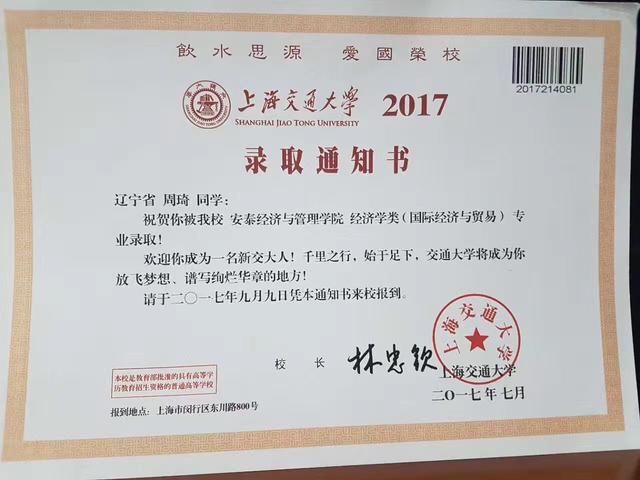 飲水思源 愛國榮校
2017214081
上海交通大学 2017
SHANGHAI JIAO TONG UNIVERSITY
录取通知书
辽宁省 周琦 同学：
祝贺你被我校 安泰经济与管理学院 经济学类（国际经济与贸易）专
业录取！
欢迎你成为一名新交大人！千里之行，始于足下，交通大学将成为你
放飞梦想、谱写绚烂华章的地方！
请于二〇一七年九月九日凭本通知书来校报到。
上海交通大学
校 长 林忠钦
上海交通大学
二〇一七年七月
本校是教育部批准的具有高等学
历教育招生资格的普通高等学校
报到地点：上海市闵行区东川路800号